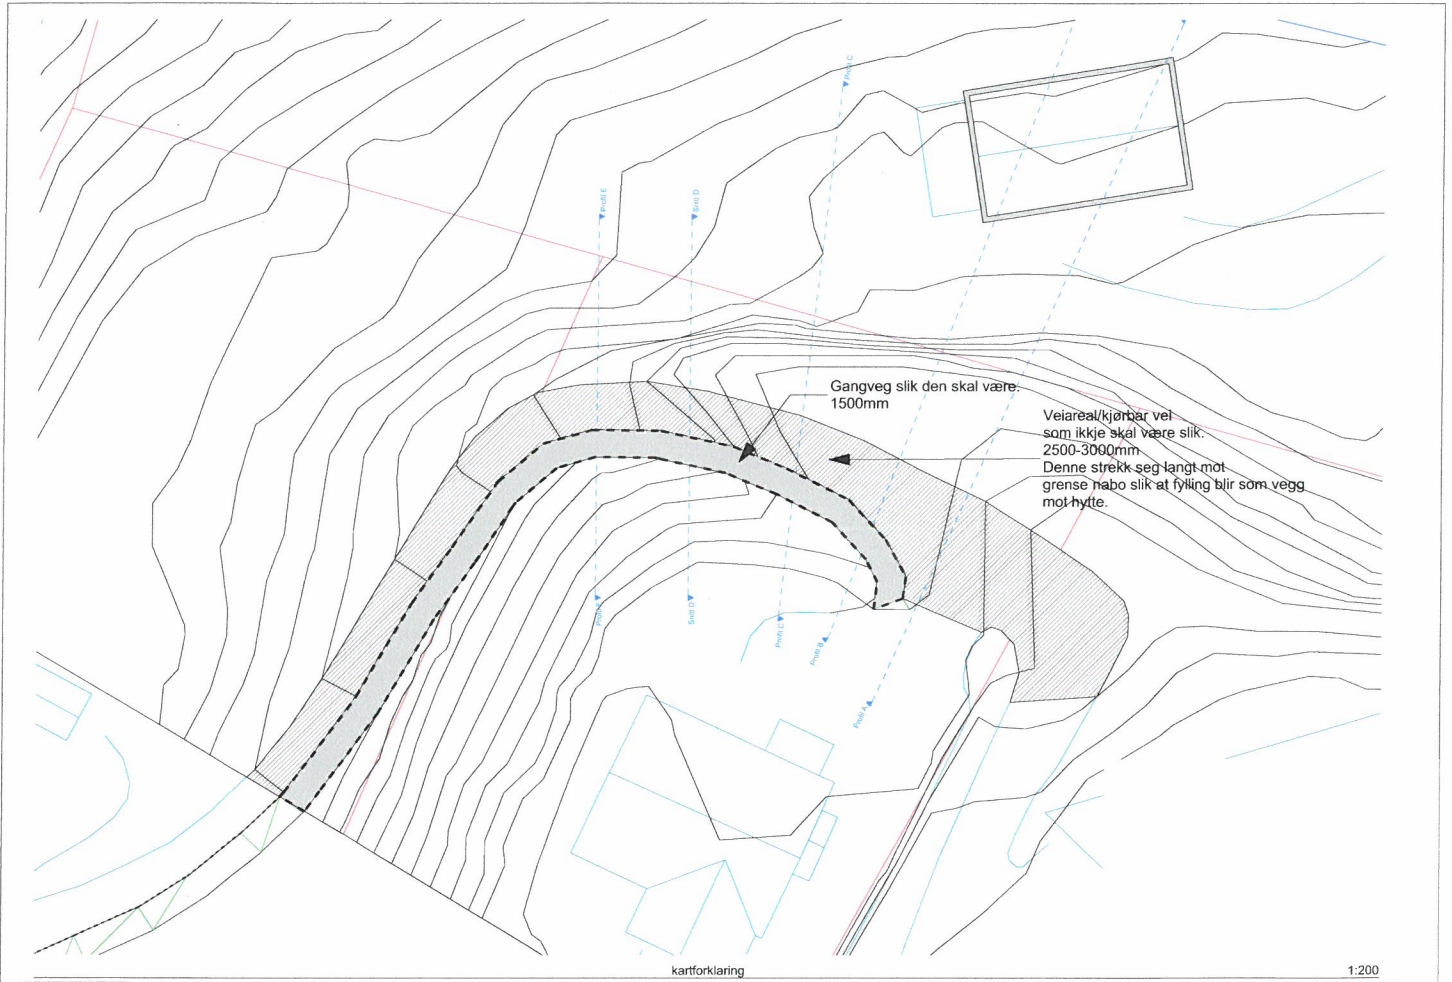 Profil C
Profil E
Snitt D
Gangveg slik den skal være.
1500mm
Veiareal/kjørbar vei
som ikkje skal være slik.
2500-3000mm
Denne strekk seg langt mot
grense nabo slik at fylling blir som vegg
mot hytte.
Profil E
Snitt D
Profil C
Profil B
Profil A
kartforklaring
1:200